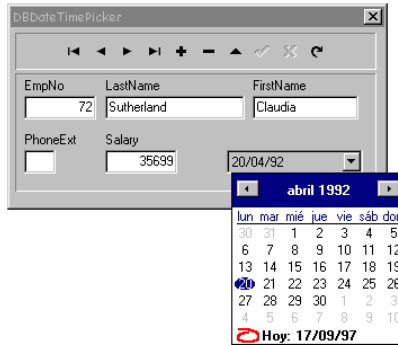 DBDateTimePicker
EmpNo LastName FirstName
72 Sutherland Claudia
PhoneExt Salary
35699 20/04/92
abril 1992
lun mar mié jue vie sáb dom
30 31 1 2 3 4 5
6 7 8 9 10 11 12
13 14 15 16 17 18 19
20 21 22 23 24 25 26
27 28 29 30 1 2 3
4 5 6 7 8 9 10
Hoy: 17/09/97